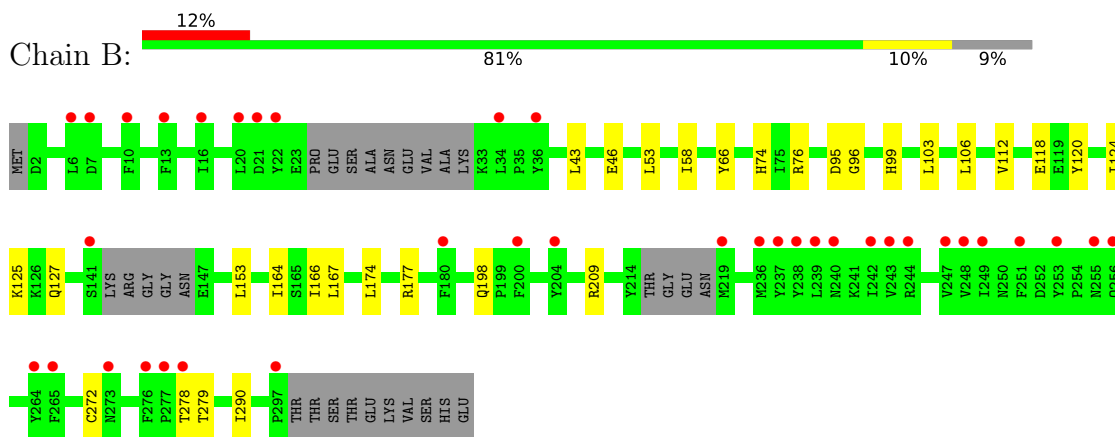 12%
Chain B:
81% 10% 9%
MET D2 L6 D7 F10 F13 I16 L20 D21 Y22 E23 PRO GLU SER ALA ASN GLU VAL ALA LYS K33 L34 P35 Y36 L43 E46 L53 I58 Y66 H74 I75 R76 D95 G96 H99 L103 L106 V112 E118 E119 Y120
K125 K126 Q127 S141 LYS ARG GLY GLY ASN E147 L153 I164 S165 I166 L167 L174 R177 F180 Q198 P199 F200 Y204 R209 Y214 THR GLY GLU ASN M219 M236 Y237 Y238 L239 N240 K241 I242 V243 R244 V247 V248 I249 N250 F251 D252 Y253 P254 N255
Y264 F265 C272 N273 F276 P277 T278 T279 I290 P297 THR THR SER THR GLU LYS VAL SER HIS GLU